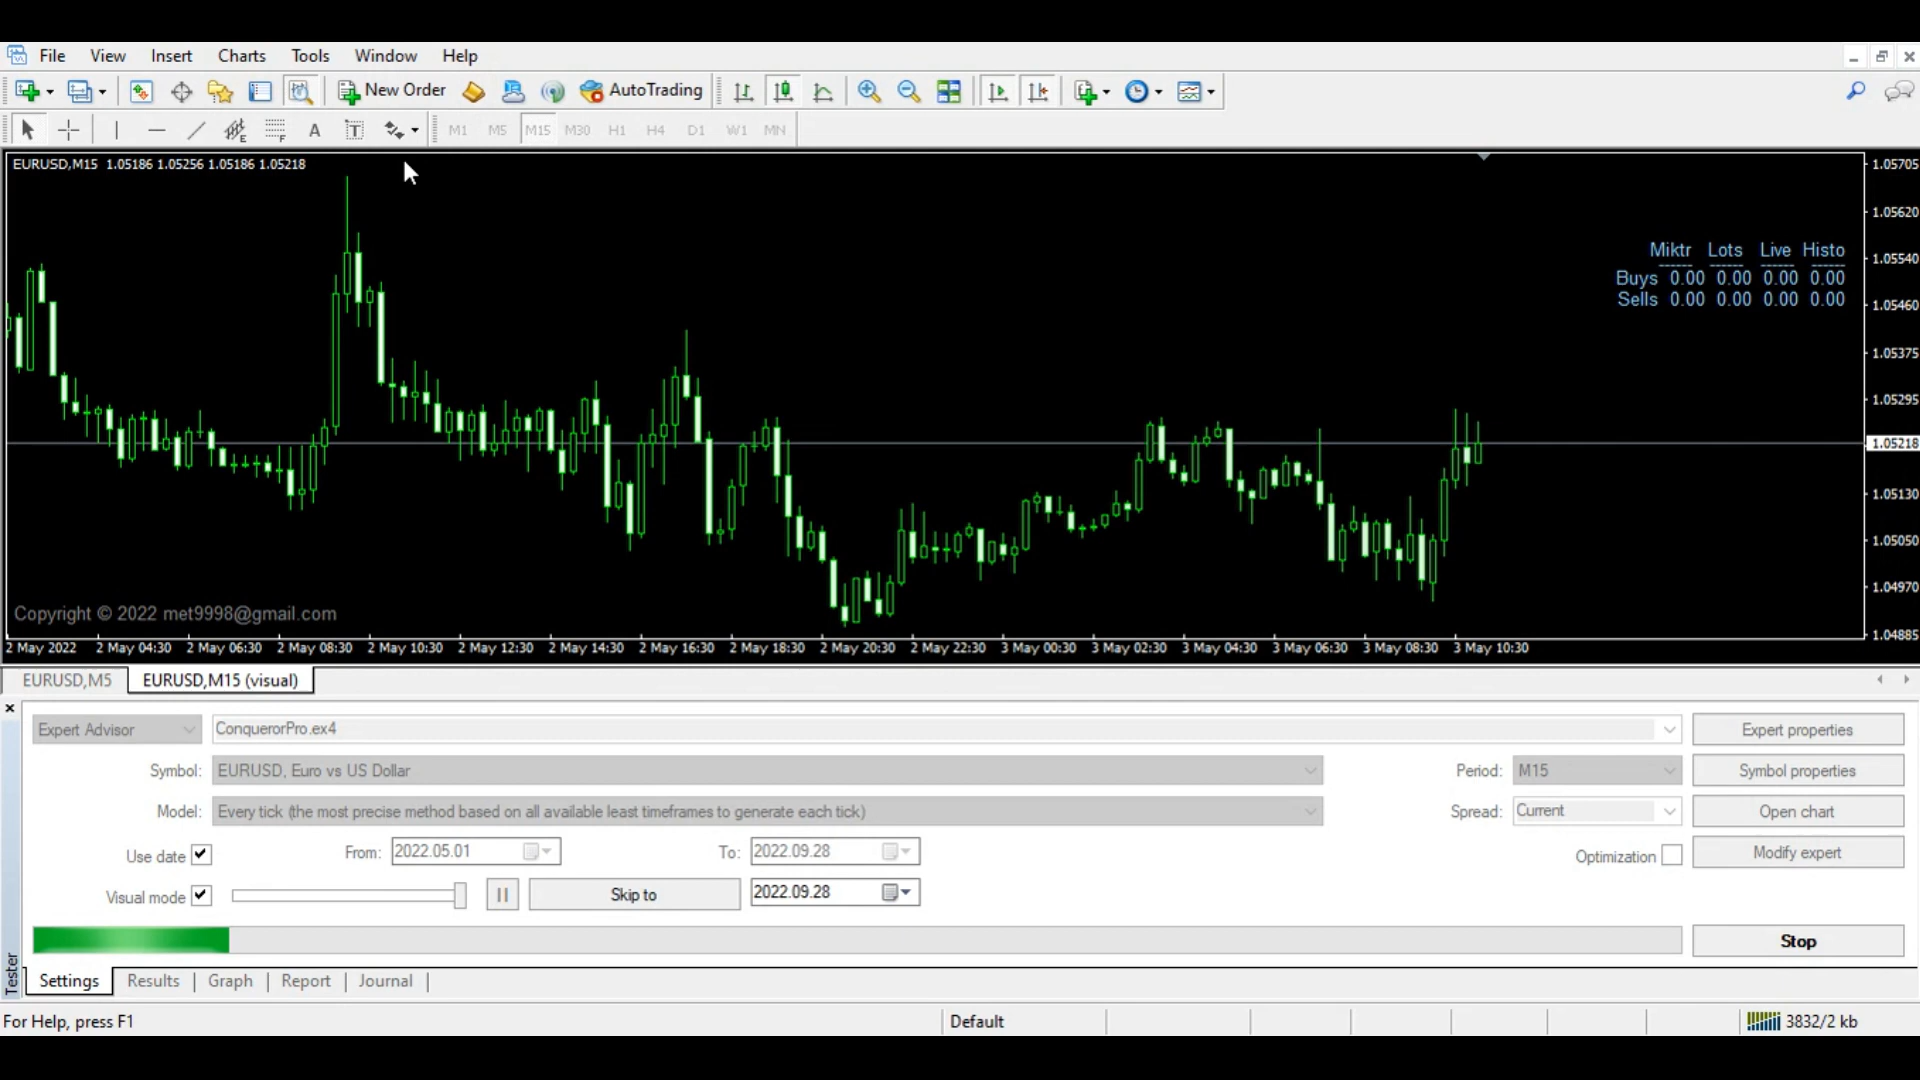 File View Insert Charts Tools Window Help
New Order AutoTrading
A T M1 M5 M15 M30 H1 H4 D1 W1 MN
EURUSD,M15 1.05186 1.05256 1.05186 1.05218
1.05705
1.05620
Miktr Lots Live Histo
1.05540
Buys 0.00 0.00 0.00 0.00
Sells 0.00 0.00 0.00 0.00
1.05460
1.05375
1.05295
1.05218
1.05130
1.05050
1.04970
Copyright © 2022 met9998@gmail.com
1.04885
2 May 2022 2 May 04:30 2 May 06:30 2 May 08:30 2 May 10:30 2 May 12:30 2 May 14:30 2 May 16:30 2 May 18:30 2 May 20:30 2 May 22:30 3 May 00:30 3 May 02:30 3 May 04:30 3 May 06:30 3 May 08:30 3 May 10:30
EURUSD,M5 EURUSD,M15 (visual)
Expert Advisor ConquerorPro.ex4 Expert properties
Symbol: EURUSD, Euro vs US Dollar Period: M15 Symbol properties
Model: Every tick (the most precise method based on all available least timeframes to generate each tick) Spread: Current Open chart
Use date From: 2022.05.01 To: 2022.09.28 Optimization Modify expert
Visual mode Skip to 2022.09.28
Stop
Tester
Settings Results Graph Report Journal
For Help, press F1 Default 3832/2 kb